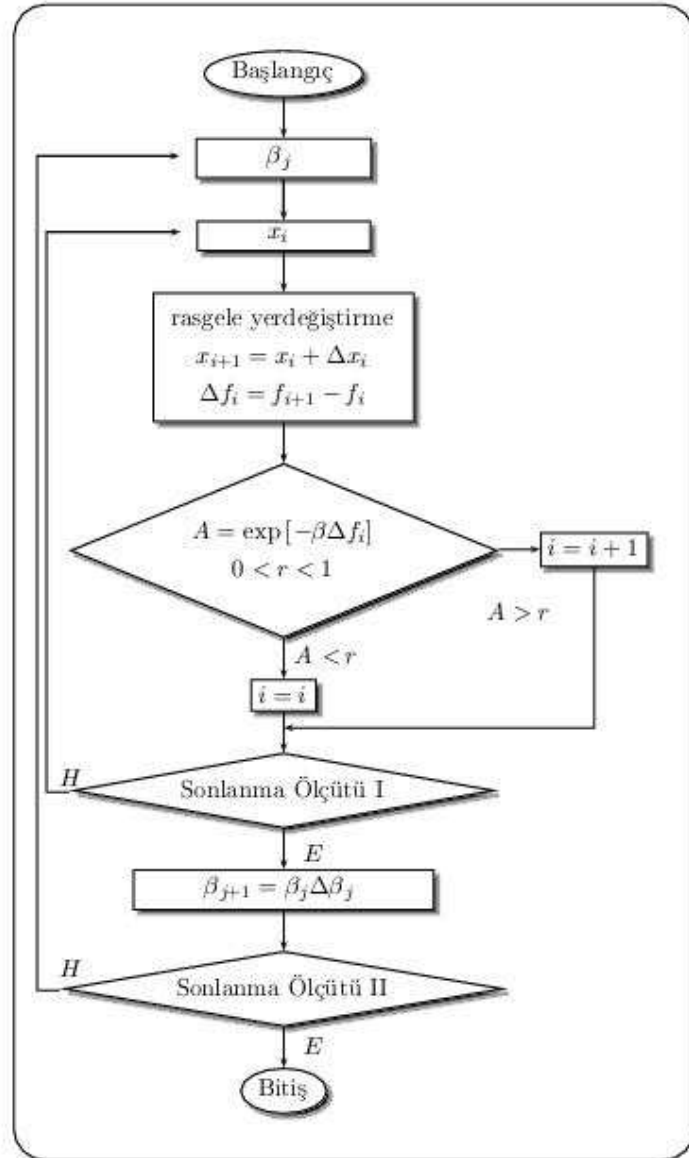 Başlangıç
β_j
x_i
rasgele yerdeğiştirme
x_{i+1} = x_i + Δx_i
Δf_i = f_{i+1} − f_i
A = exp [−βΔf_i]
0 < r < 1
i = i + 1
A > r
A < r
i = i
H
Sonlanma Ölçütü I
E
β_{j+1} = β_jΔβ_j
H
Sonlanma Ölçütü II
E
Bitiş